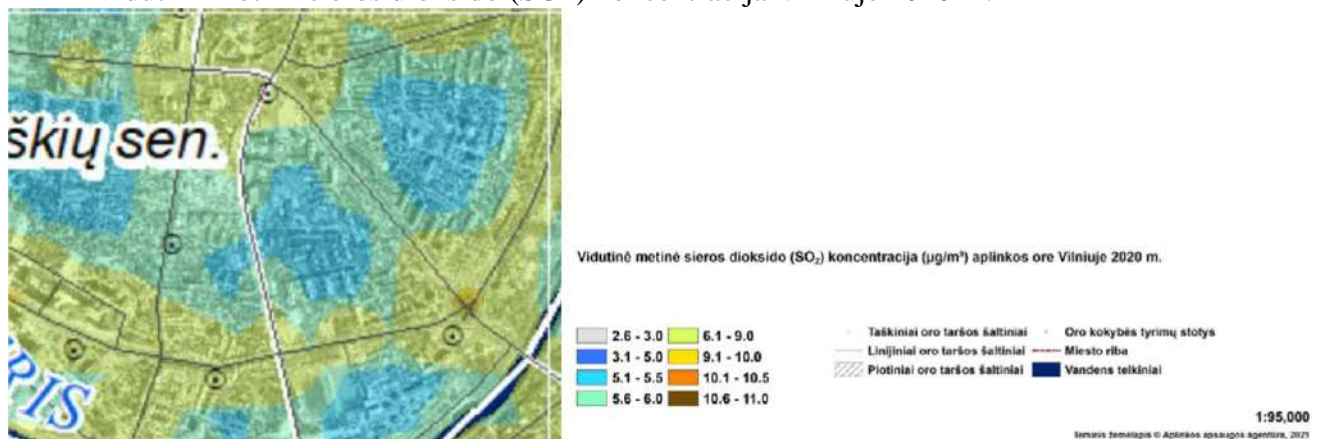 škių sen.
RIS
Vidutinė metinė sieros dioksido (SO₂) koncentracija (µg/m³) aplinkos ore Vilniuje 2020 m.
2.6 - 3.0 6.1 - 9.0 Taškiniai oro taršos šaltiniai Oro kokybės tyrimų stotys
3.1 - 5.0 9.1 - 10.0 Linijiniai oro taršos šaltiniai Miesto riba
5.1 - 5.5 10.1 - 10.5 Plotiniai oro taršos šaltiniai Vandens telkiniai
5.6 - 6.0 10.6 - 11.0
1:95,000
Teminis žemėlapis © Aplinkos apsaugos agentūra, 2021